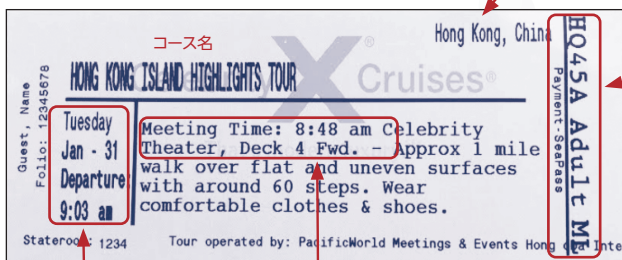 コース名
Hong Kong, China
Celebrity X Cruises®
HONG KONG ISLAND HIGHLIGHTS TOUR
Guest, Name
Folio: 12345678
Tuesday
Jan - 31
Departure:
9:03 am
Meeting Time: 8:48 am Celebrity
Theater, Deck 4 Fwd. - Approx 1 mile
walk over flat and uneven surfaces
with around 60 steps. Wear
comfortable clothes & shoes.
HQ45A Adult ML
Payment-SeaPass
Stateroom: 1234
Tour operated by: PacificWorld Meetings & Events Hong